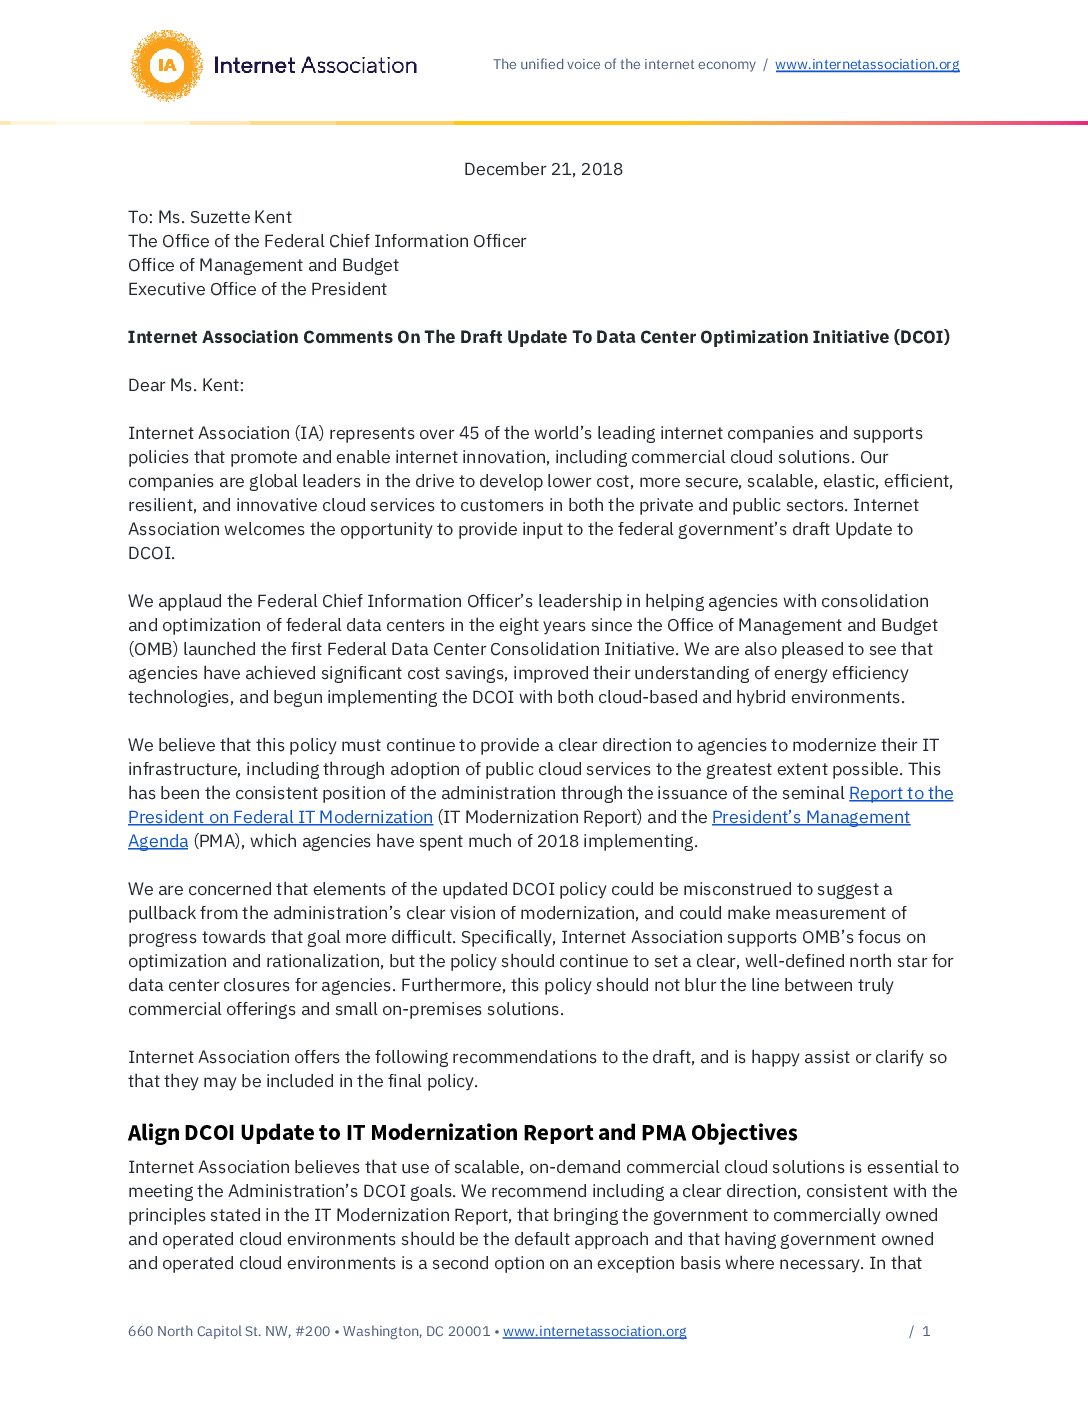 IA Internet Association
The unified voice of the internet economy / www.internetassociation.org
December 21, 2018
To: Ms. Suzette Kent
The Office of the Federal Chief Information Officer
Office of Management and Budget
Executive Office of the President
Internet Association Comments On The Draft Update To Data Center Optimization Initiative (DCOI)
Dear Ms. Kent:
Internet Association (IA) represents over 45 of the world’s leading internet companies and supports
policies that promote and enable internet innovation, including commercial cloud solutions. Our
companies are global leaders in the drive to develop lower cost, more secure, scalable, elastic, efficient,
resilient, and innovative cloud services to customers in both the private and public sectors. Internet
Association welcomes the opportunity to provide input to the federal government’s draft Update to
DCOI.
We applaud the Federal Chief Information Officer’s leadership in helping agencies with consolidation
and optimization of federal data centers in the eight years since the Office of Management and Budget
(OMB) launched the first Federal Data Center Consolidation Initiative. We are also pleased to see that
agencies have achieved significant cost savings, improved their understanding of energy efficiency
technologies, and begun implementing the DCOI with both cloud-based and hybrid environments.
We believe that this policy must continue to provide a clear direction to agencies to modernize their IT
infrastructure, including through adoption of public cloud services to the greatest extent possible. This
has been the consistent position of the administration through the issuance of the seminal Report to the
President on Federal IT Modernization (IT Modernization Report) and the President’s Management
Agenda (PMA), which agencies have spent much of 2018 implementing.
We are concerned that elements of the updated DCOI policy could be misconstrued to suggest a
pullback from the administration’s clear vision of modernization, and could make measurement of
progress towards that goal more difficult. Specifically, Internet Association supports OMB’s focus on
optimization and rationalization, but the policy should continue to set a clear, well-defined north star for
data center closures for agencies. Furthermore, this policy should not blur the line between truly
commercial offerings and small on-premises solutions.
Internet Association offers the following recommendations to the draft, and is happy assist or clarify so
that they may be included in the final policy.
Align DCOI Update to IT Modernization Report and PMA Objectives
Internet Association believes that use of scalable, on-demand commercial cloud solutions is essential to
meeting the Administration’s DCOI goals. We recommend including a clear direction, consistent with the
principles stated in the IT Modernization Report, that bringing the government to commercially owned
and operated cloud environments should be the default approach and that having government owned
and operated cloud environments is a second option on an exception basis where necessary. In that
660 North Capitol St. NW, #200 • Washington, DC 20001 • www.internetassociation.org / 1